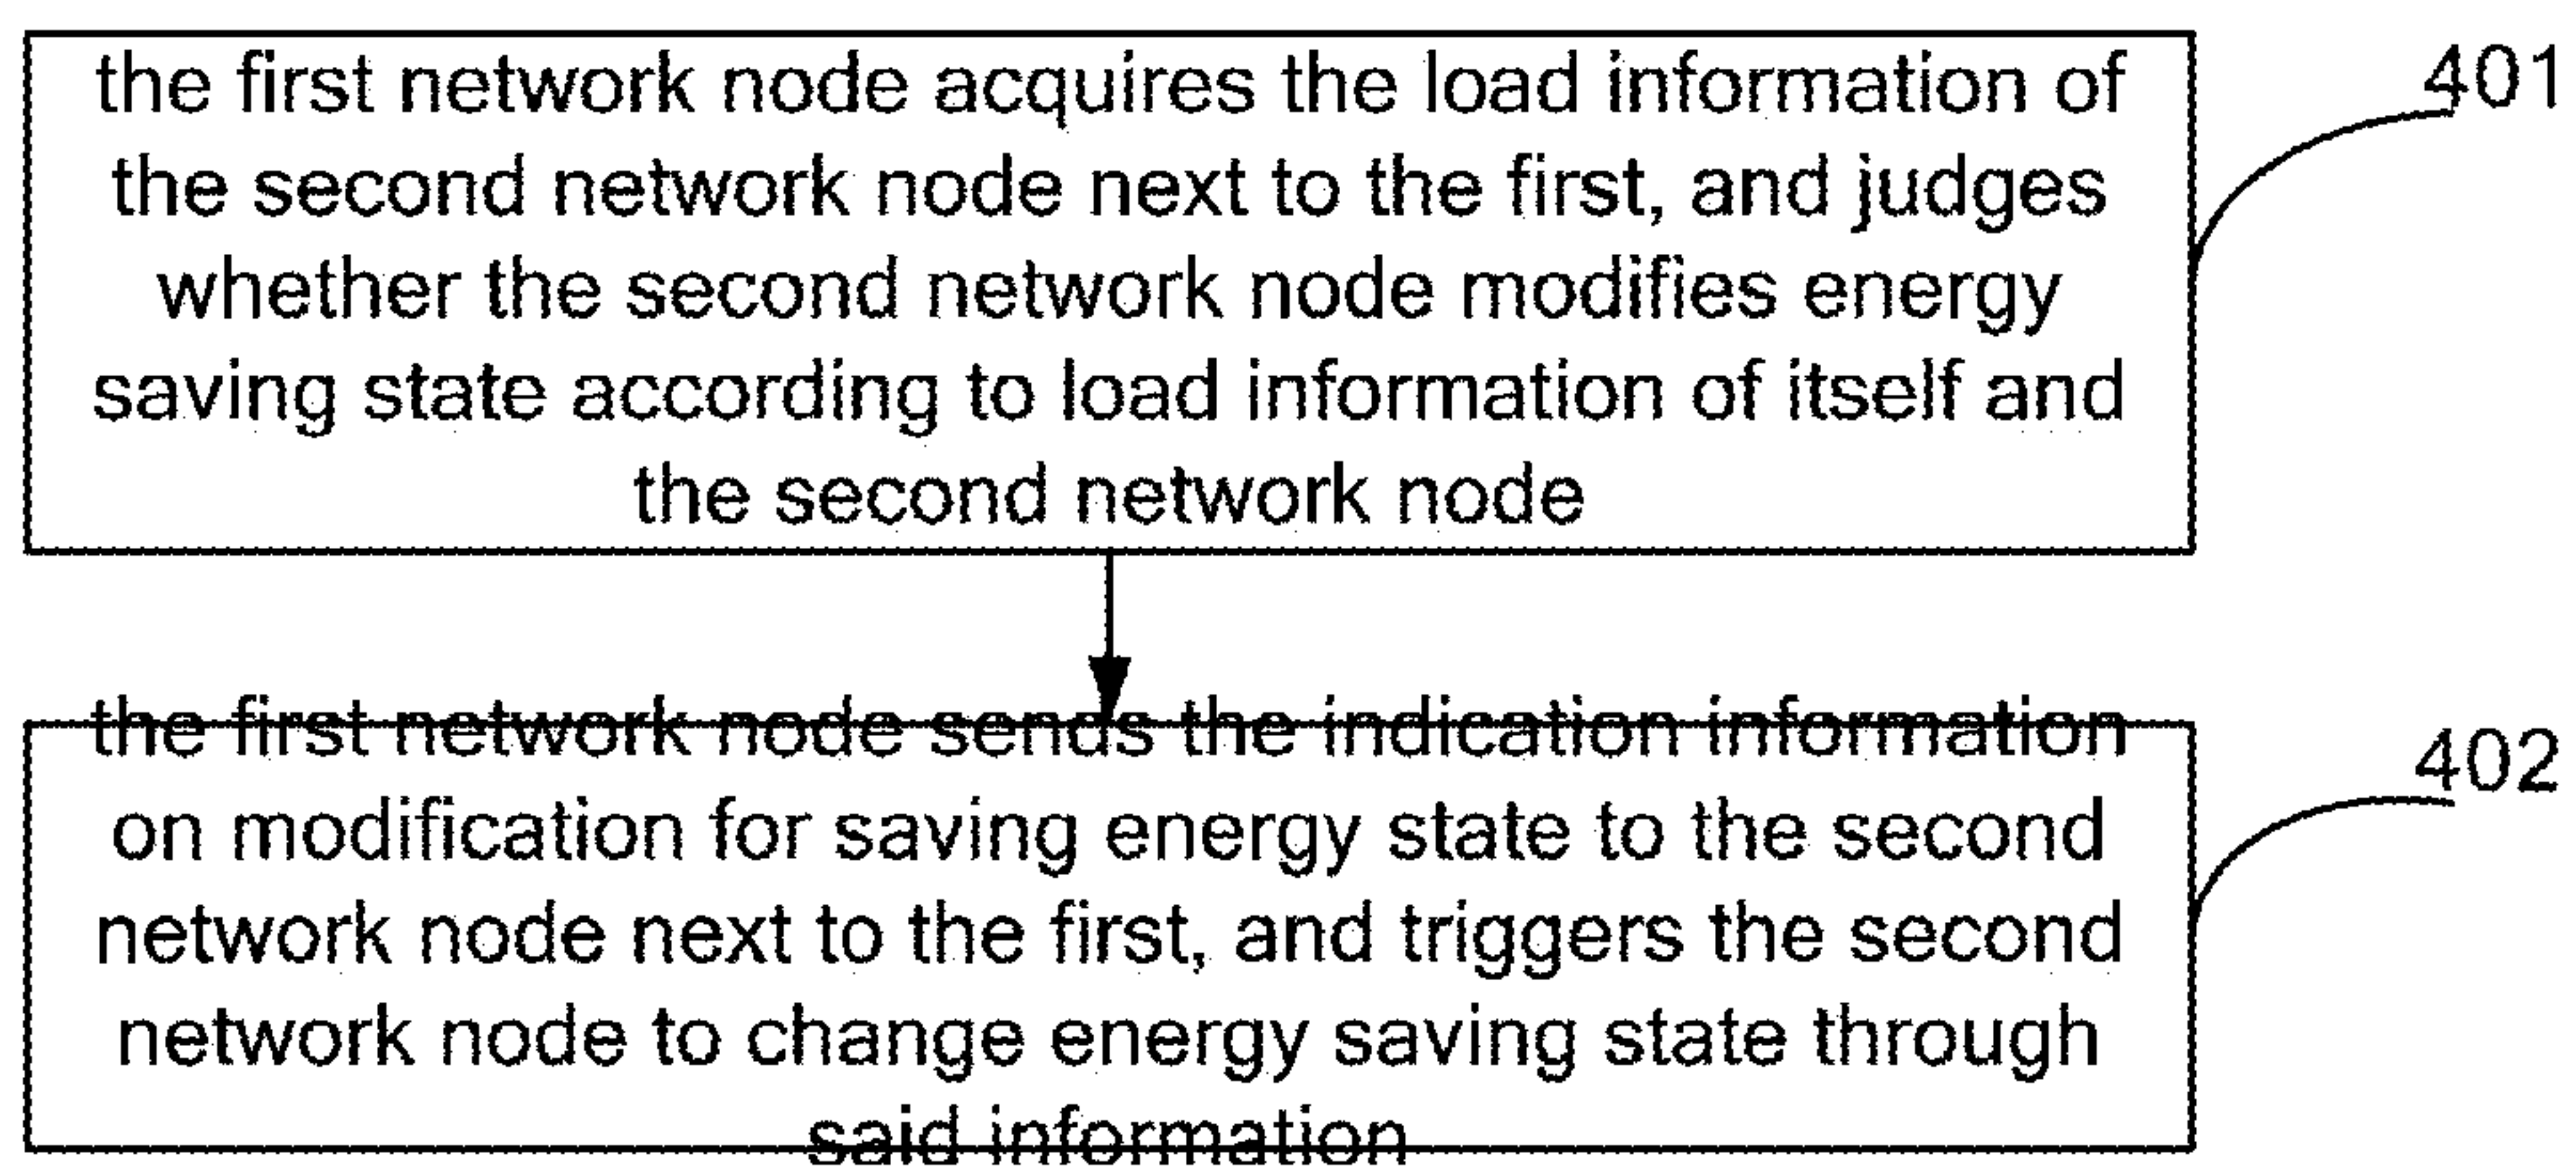 the first network node acquires the load information of
the second network node next to the first, and judges
whether the second network node modifies energy
saving state according to load information of itself and
the second network node
401
the first network node sends the indication information
on modification for saving energy state to the second
network node next to the first, and triggers the second
network node to change energy saving state through
said information
402